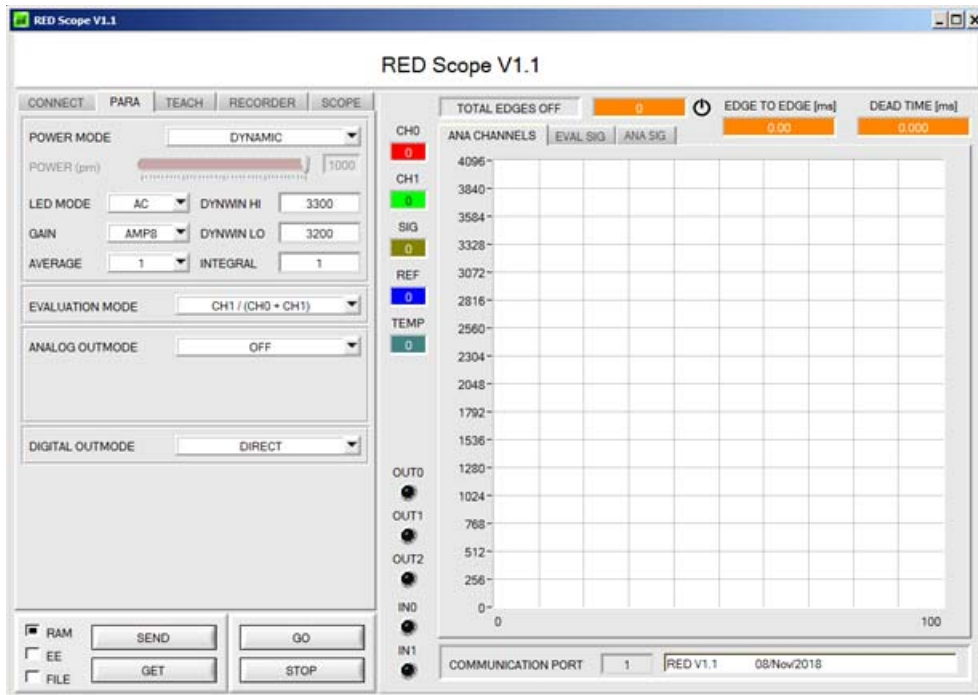 RED Scope V1.1
RED Scope V1.1
CONNECT PARA TEACH RECORDER SCOPE
POWER MODE DYNAMIC
POWER (pm) 1000
LED MODE AC DYNWIN HI 3300
GAIN AMP8 DYNWIN LO 3200
AVERAGE 1 INTEGRAL 1
EVALUATION MODE CH1 / (CH0 + CH1)
ANALOG OUTMODE OFF
DIGITAL OUTMODE DIRECT
RAM
EE
FILE
SEND
GET
GO
STOP
CH0
0
CH1
0
SIG
0
REF
0
TEMP
0
OUT0
OUT1
OUT2
IN0
IN1
TOTAL EDGES OFF 0 EDGE TO EDGE [ms] DEAD TIME [ms]
0.00 0.000
ANA CHANNELS EVAL SIG ANA SIG
4096
3840
3584
3328
3072
2816
2560
2304
2048
1792
1536
1280
1024
768
512
256
0
0 100
COMMUNICATION PORT 1 RED V1.1 08/Nov/2018